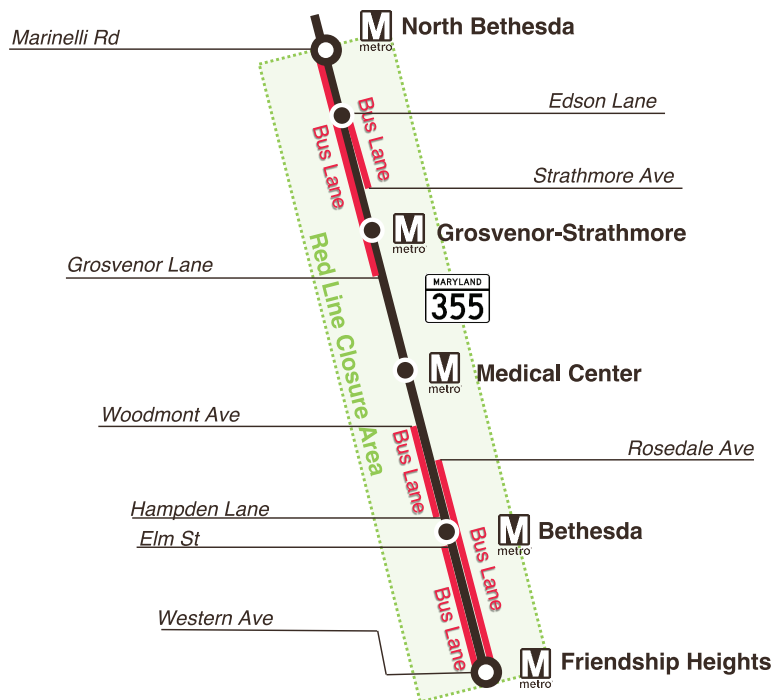 M
metro
North Bethesda
Marinelli Rd
Edson Lane
Bus Lane
Bus Lane
Strathmore Ave
M
metro
Grosvenor-Strathmore
Grosvenor Lane
Red Line Closure Area
MARYLAND
355
M
metro
Medical Center
Woodmont Ave
Rosedale Ave
Bus Lane
Hampden Lane
M
metro
Bethesda
Elm St
Bus Lane
Bus Lane
Western Ave
M
metro
Friendship Heights